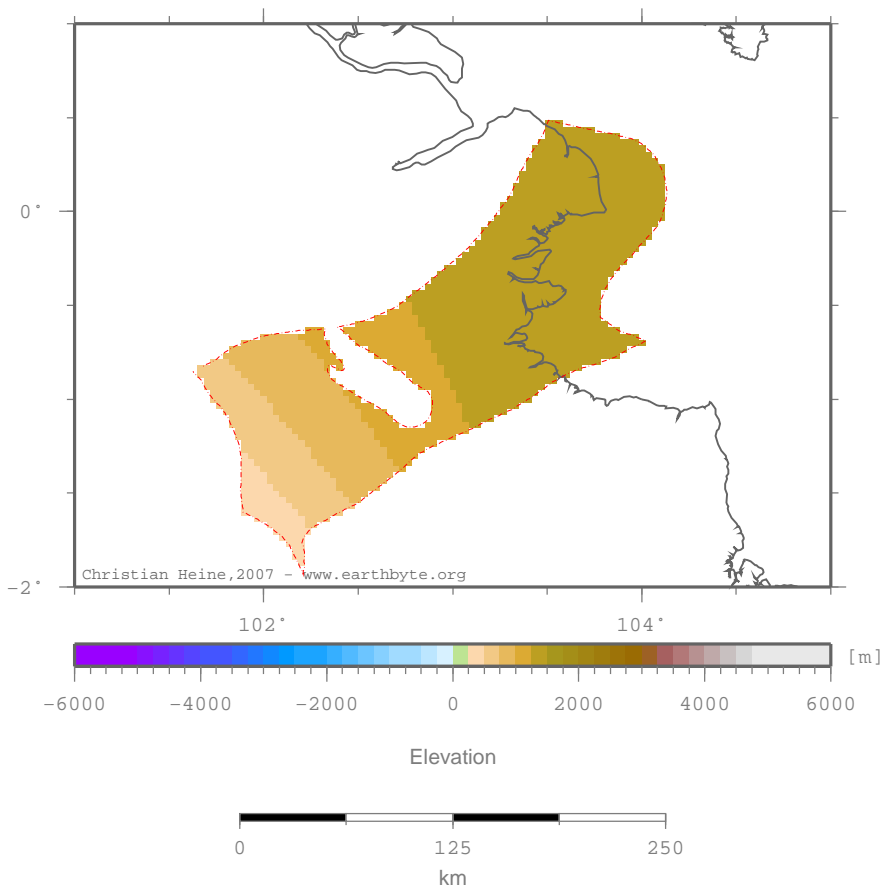 0°
-2°
Christian Heine,2007 - www.earthbyte.org
102° 104°
[m]
-6000 -4000 -2000 0 2000 4000 6000
Elevation
0 125 250
km